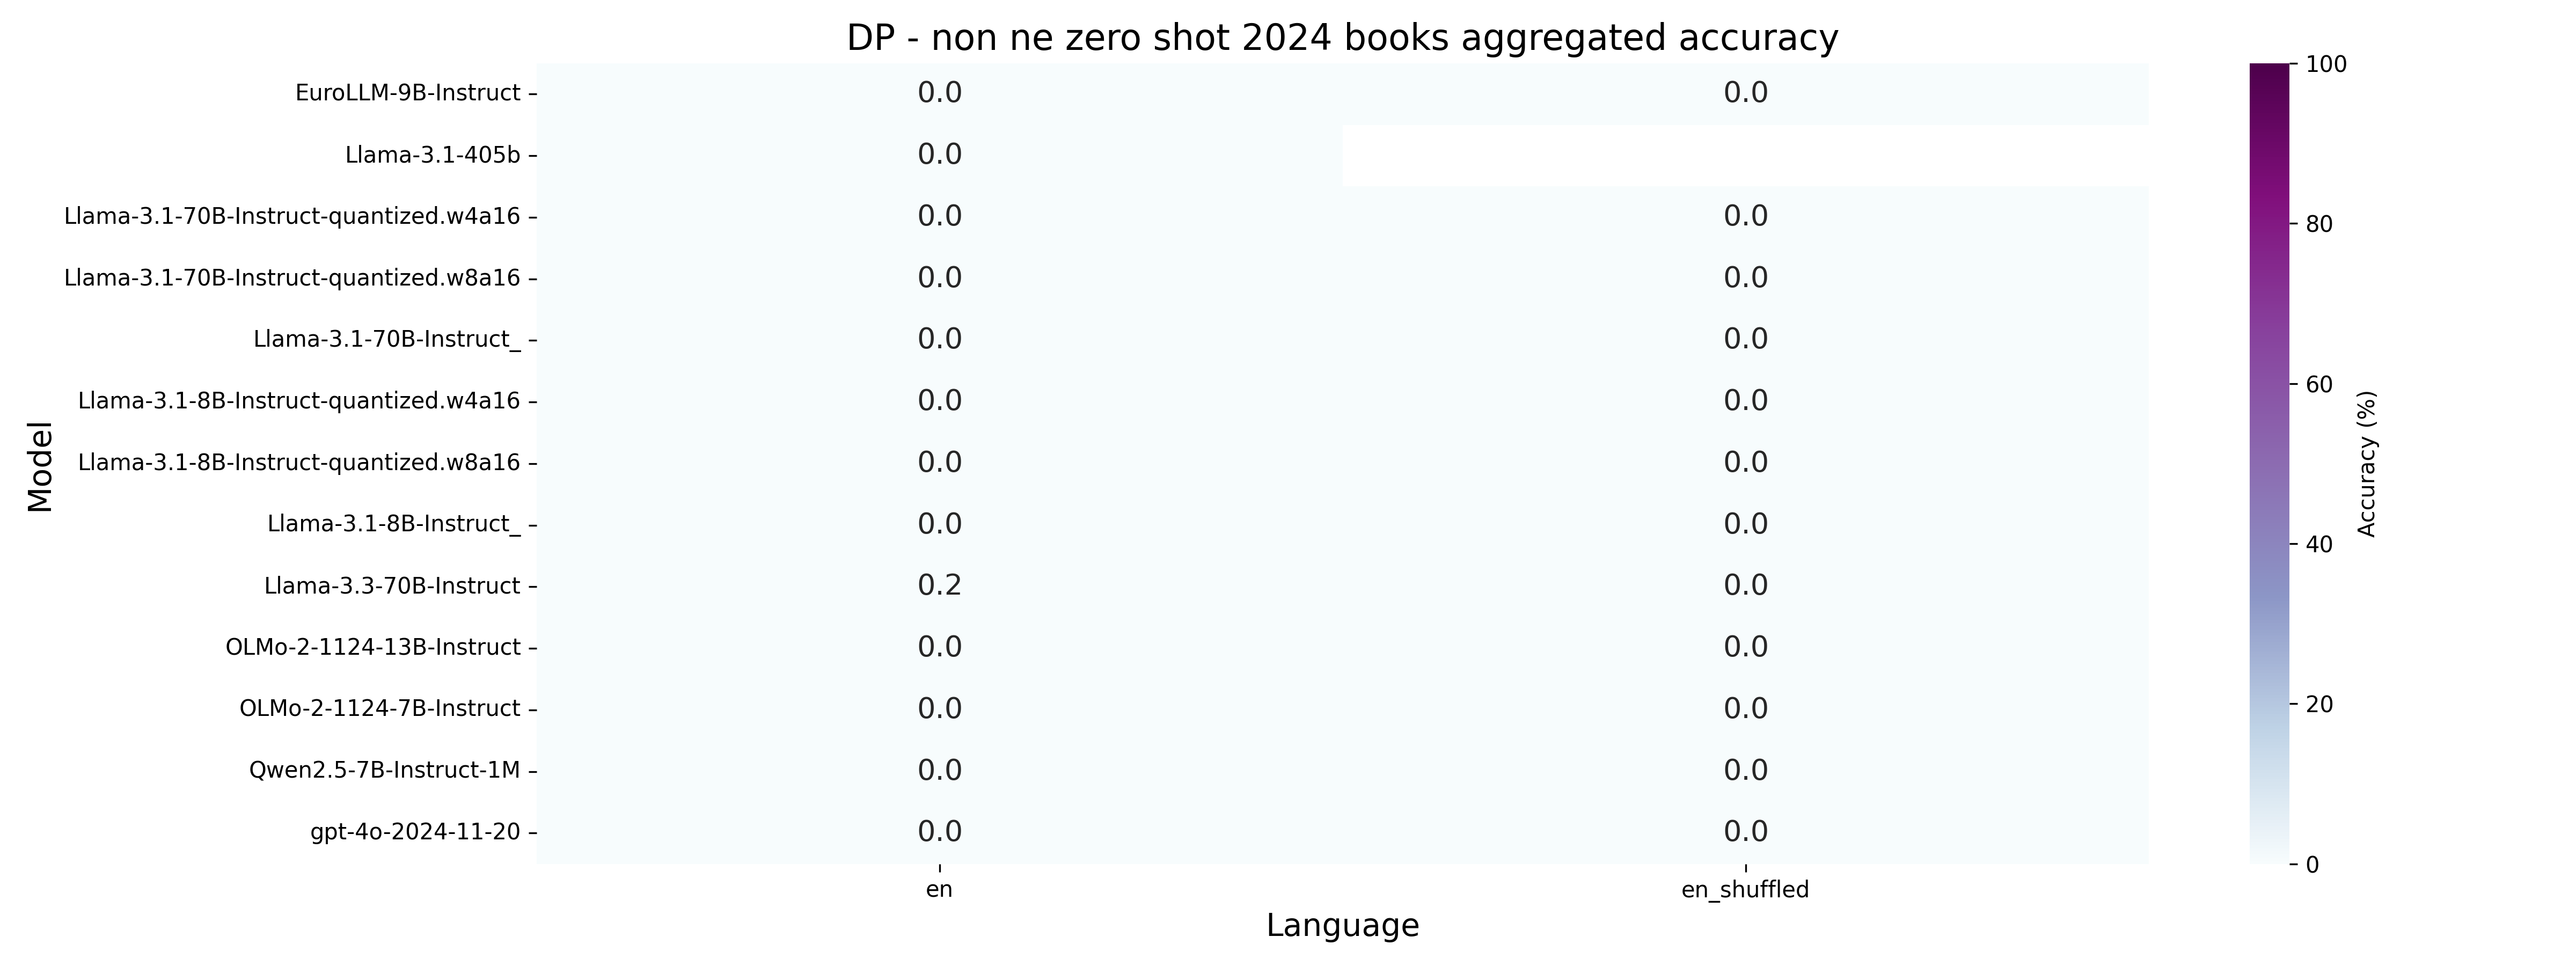 DP - non ne zero shot 2024 books aggregated accuracy
Model
EuroLLM-9B-Instruct 0.0 0.0
Llama-3.1-405b 0.0
Llama-3.1-70B-Instruct-quantized.w4a16 0.0 0.0
Llama-3.1-70B-Instruct-quantized.w8a16 0.0 0.0
Llama-3.1-70B-Instruct_ 0.0 0.0
Llama-3.1-8B-Instruct-quantized.w4a16 0.0 0.0
Llama-3.1-8B-Instruct-quantized.w8a16 0.0 0.0
Llama-3.1-8B-Instruct_ 0.0 0.0
Llama-3.3-70B-Instruct 0.2 0.0
OLMo-2-1124-13B-Instruct 0.0 0.0
OLMo-2-1124-7B-Instruct 0.0 0.0
Qwen2.5-7B-Instruct-1M 0.0 0.0
gpt-4o-2024-11-20 0.0 0.0
en en_shuffled
Language
100
80
60
40
20
0
Accuracy (%)